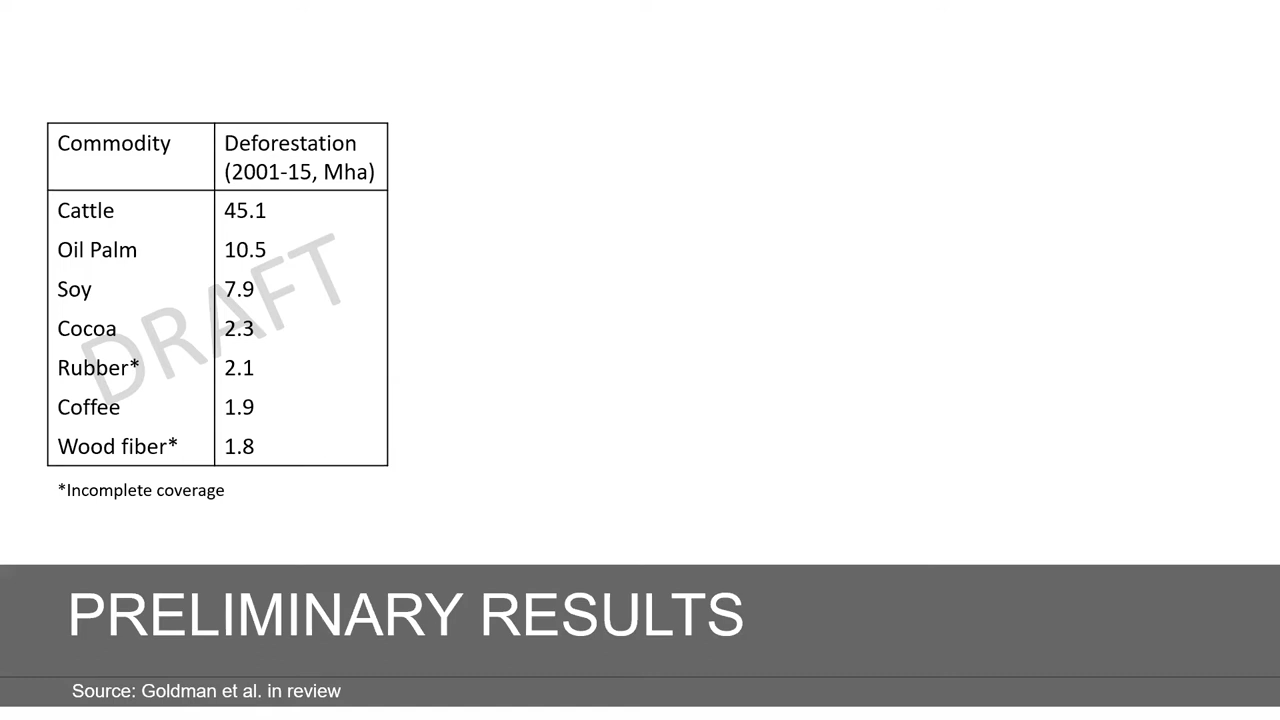 Commodity Deforestation
(2001-15, Mha)
Cattle 45.1
Oil Palm 10.5
Soy 7.9
Cocoa 2.3
Rubber* 2.1
Coffee 1.9
Wood fiber* 1.8
DRAFT
*Incomplete coverage
PRELIMINARY RESULTS
Source: Goldman et al. in review